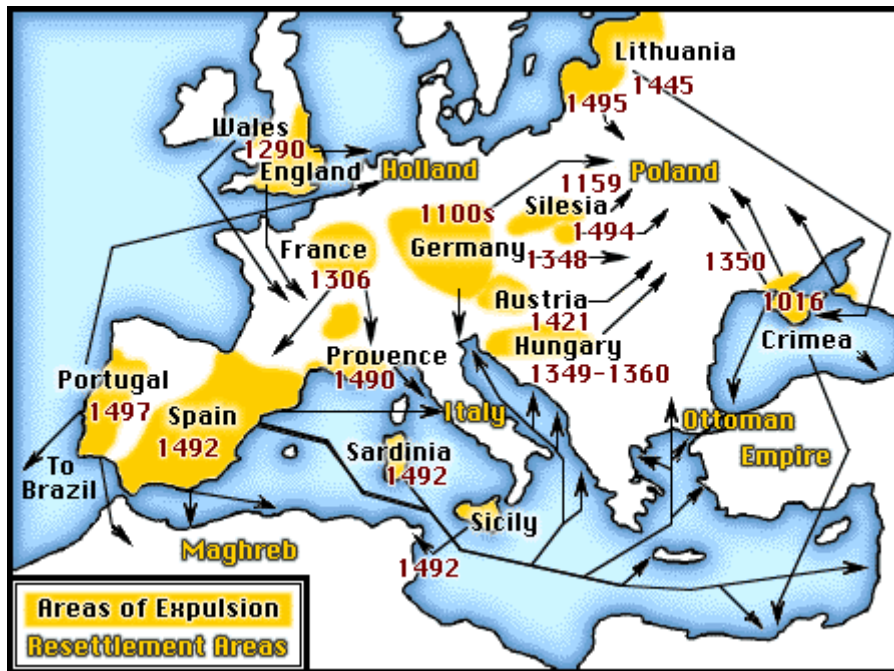 Lithuania
1445
1495
Wales
1290
England
Holland
1159
Poland
Silesia
1100s
1494
France
Germany
1348
1350
1306
Austria
1016
1421
Crimea
Hungary
Provence
1349-1360
1490
Portugal
1497
Spain
Italy
Ottoman
1492
Sardinia
Empire
To
Brazil
1492
Sicily
Maghreb
1492
Areas of Expulsion
Resettlement Areas